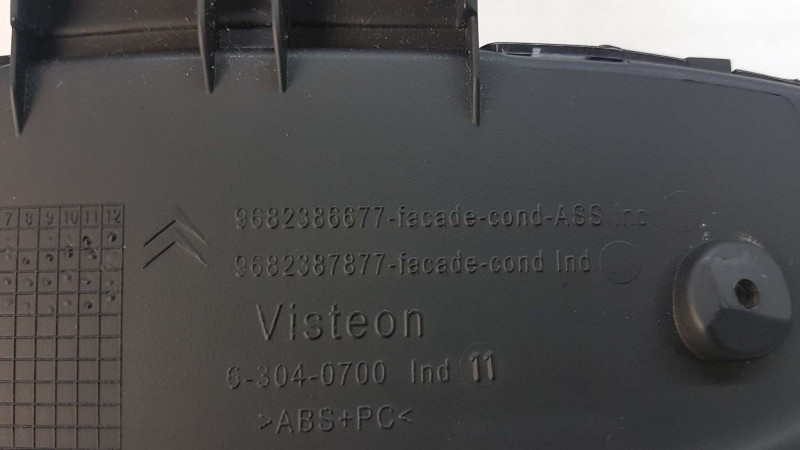 7 8 9 10 11 12
9682386677-facade-cond-ASS Ind
9682387877-facade-cond Ind
Visteon
6-304-0700 Ind 11
>ABS+PC<